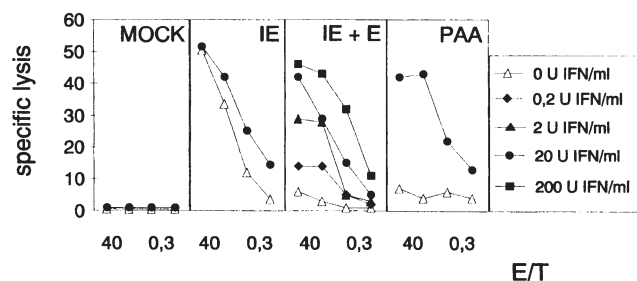 60
50
40
30
20
10
0
specific lysis
MOCK
IE
IE + E
PAA
0 U IFN/ml
0,2 U IFN/ml
2 U IFN/ml
20 U IFN/ml
200 U IFN/ml
40 0,3 40 0,3 40 0,3 40 0,3
E/T